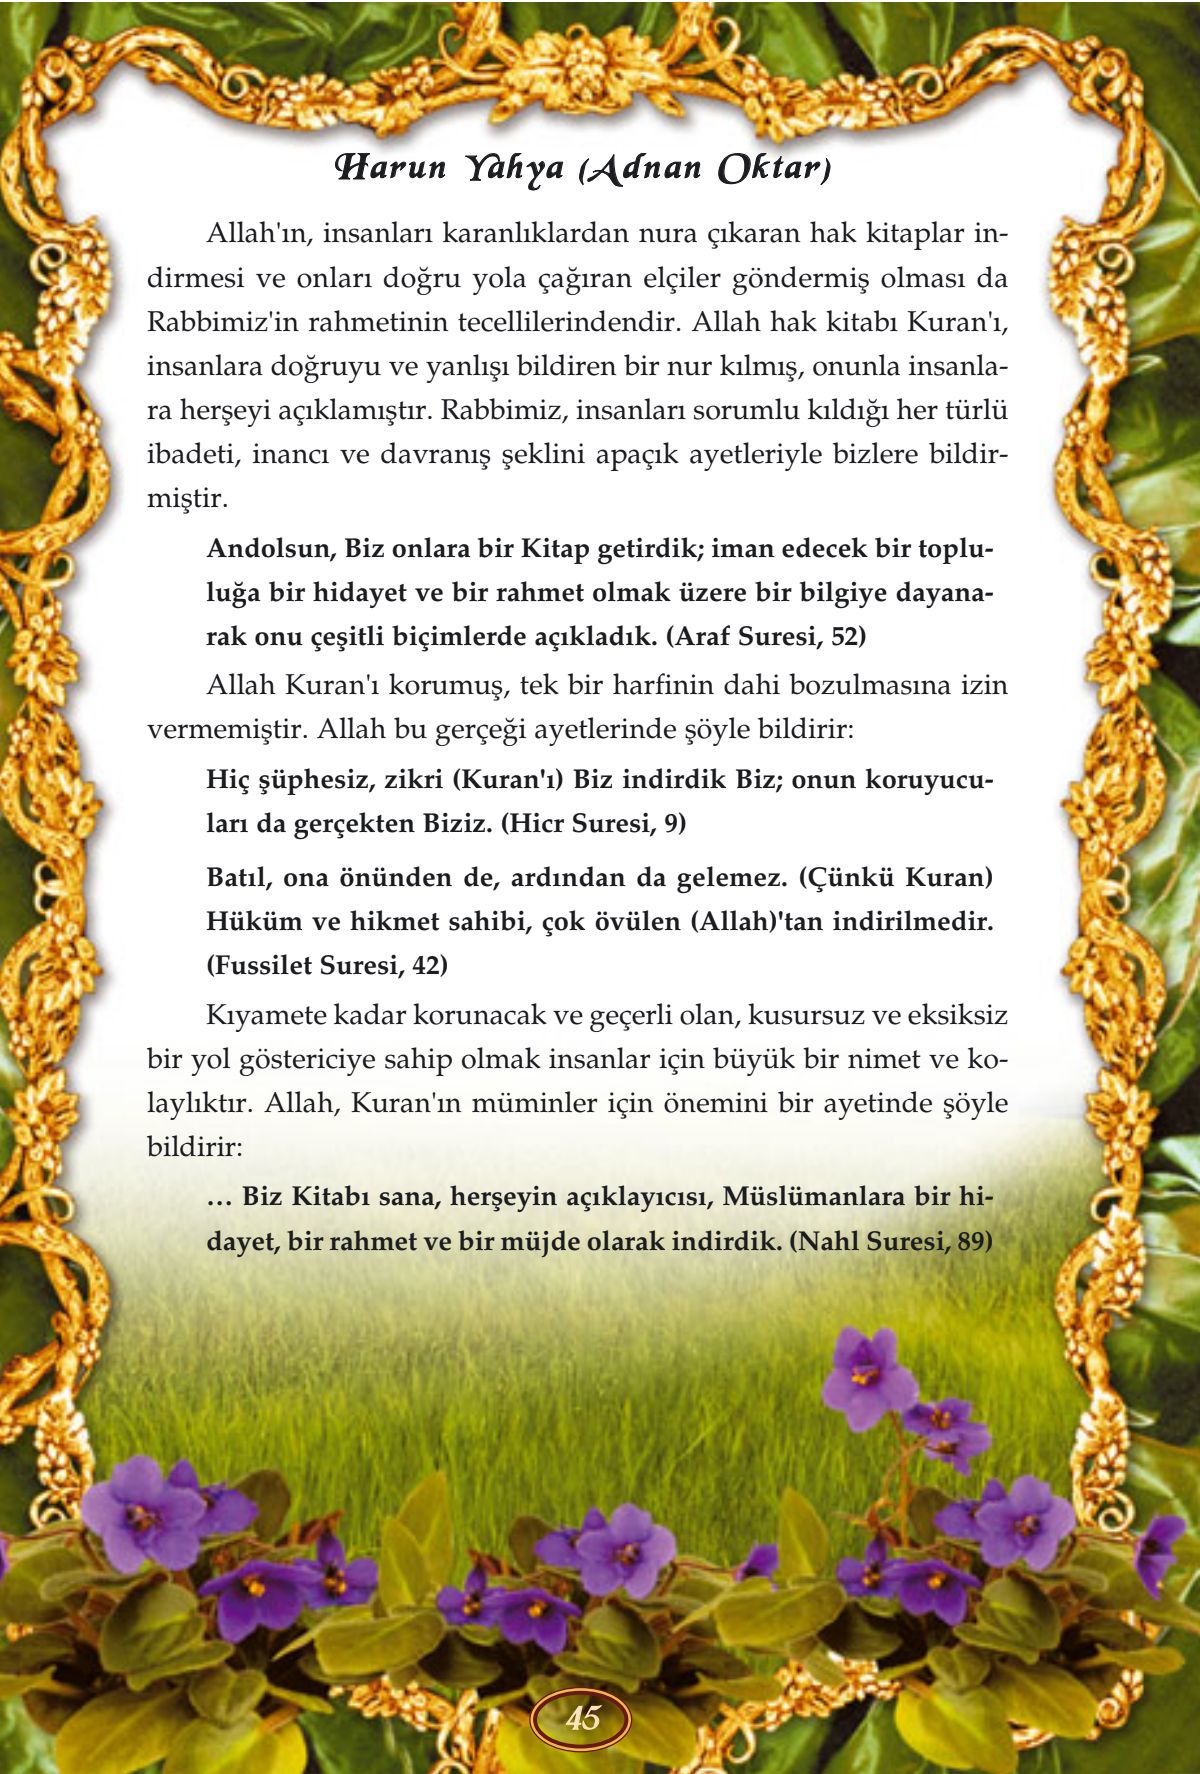 Harun Yahya (Adnan Oktar)
Allah'ın, insanları karanlıklardan nura çıkaran hak kitaplar in-
dirmesi ve onları doğru yola çağıran elçiler göndermiş olması da
Rabbimiz'in rahmetinin tecellilerindendir. Allah hak kitabı Kuran'ı,
insanlara doğruyu ve yanlışı bildiren bir nur kılmış, onunla insanla-
ra herşeyi açıklamıştır. Rabbimiz, insanları sorumlu kıldığı her türlü
ibadeti, inancı ve davranış şeklini apaçık ayetleriyle bizlere bildir-
miştir.
Andolsun, Biz onlara bir Kitap getirdik; iman edecek bir toplu-
luğa bir hidayet ve bir rahmet olmak üzere bir bilgiye dayana-
rak onu çeşitli biçimlerde açıkladık. (Araf Suresi, 52)
Allah Kuran'ı korumuş, tek bir harfinin dahi bozulmasına izin
vermemiştir. Allah bu gerçeği ayetlerinde şöyle bildirir:
Hiç şüphesiz, zikri (Kuran'ı) Biz indirdik Biz; onun koruyucu-
ları da gerçekten Biziz. (Hicr Suresi, 9)
Batıl, ona önünden de, ardından da gelemez. (Çünkü Kuran)
Hüküm ve hikmet sahibi, çok övülen (Allah)'tan indirilmedir.
(Fussilet Suresi, 42)
Kıyamete kadar korunacak ve geçerli olan, kusursuz ve eksiksiz
bir yol göstericiye sahip olmak insanlar için büyük bir nimet ve ko-
laylıktır. Allah, Kuran'ın müminler için önemini bir ayetinde şöyle
bildirir:
… Biz Kitabı sana, herşeyin açıklayıcısı, Müslümanlara bir hi-
dayet, bir rahmet ve bir müjde olarak indirdik. (Nahl Suresi, 89)
45